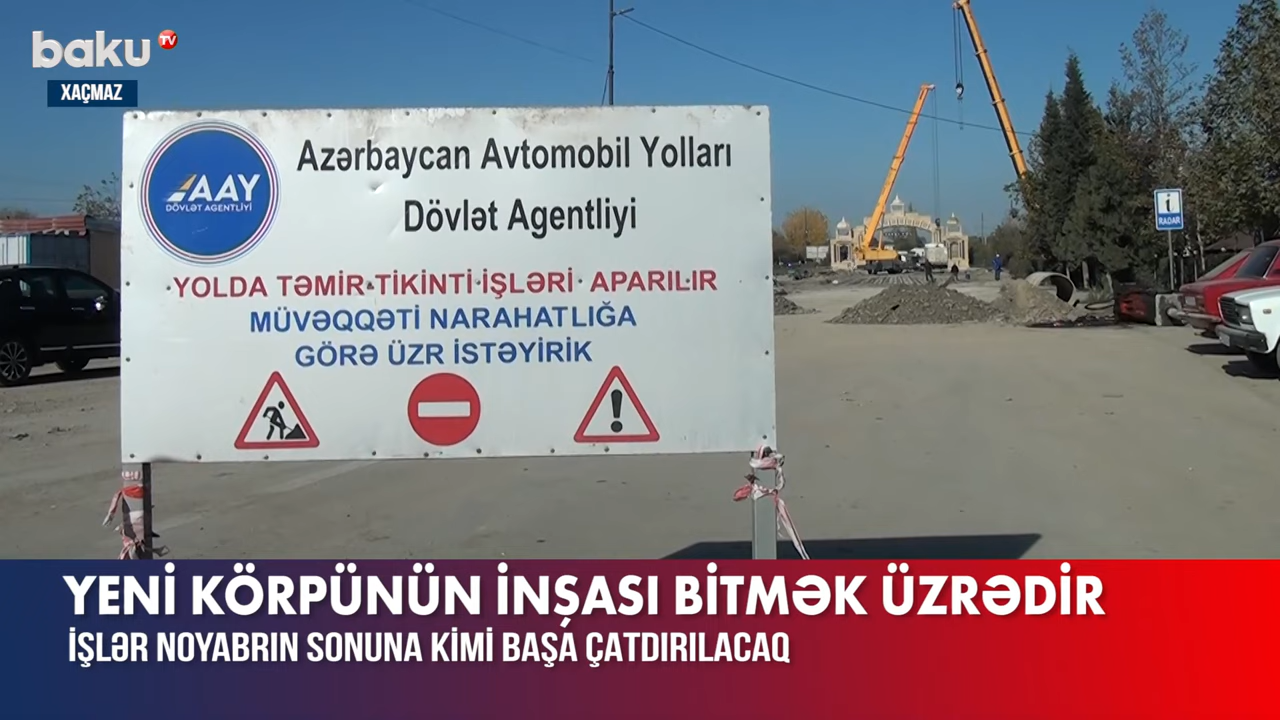 baku TV
XAÇMAZ
AAY
DÖVLƏT AGENTLİYİ
Azərbaycan Avtomobil Yolları
Dövlət Agentliyi
YOLDA TƏMİR-TİKİNTİ İŞLƏRİ APARILIR
MÜVƏQQƏTİ NARAHATLIĞA
GÖRƏ ÜZR İSTƏYİRİK
i
RADAR
YENİ KÖRPÜNÜN İNŞASI BİTMƏK ÜZRƏDİR
İŞLƏR NOYABRIN SONUNA KİMİ BAŞA ÇATDIRILACAQ